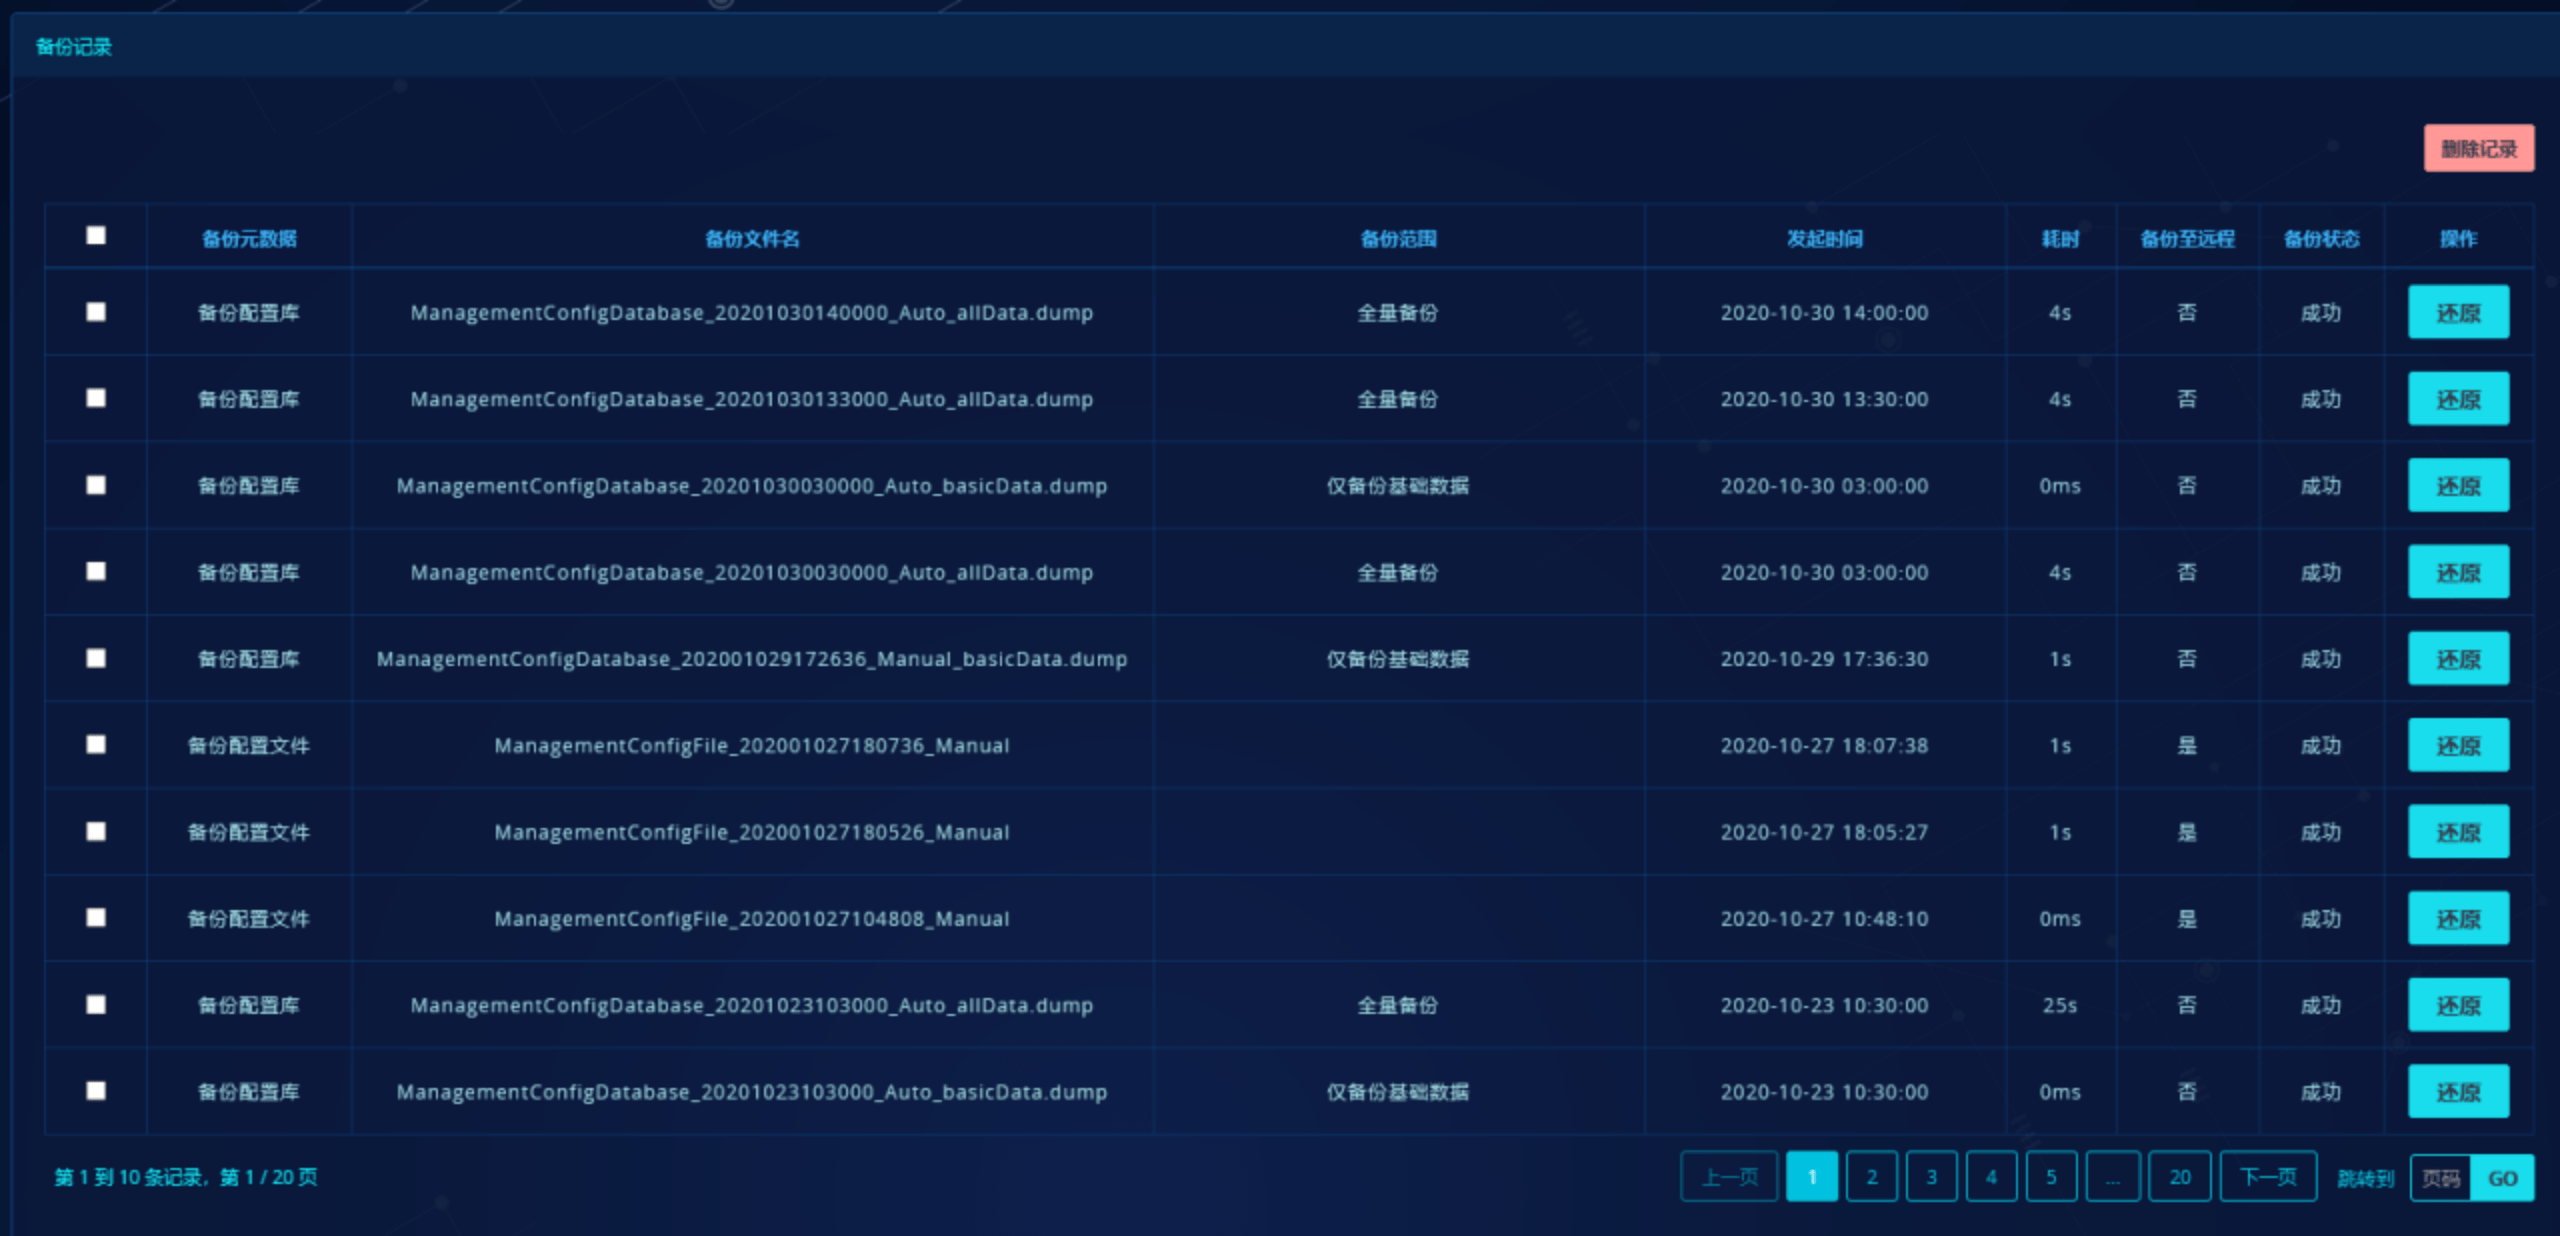 备份记录
删除记录
备份元数据 备份文件名 备份范围 发起时间 耗时 备份至远程 备份状态 操作
备份配置库 ManagementConfigDatabase_20201030140000_Auto_allData.dump 全量备份 2020-10-30 14:00:00 4s 否 成功 还原
备份配置库 ManagementConfigDatabase_20201030133000_Auto_allData.dump 全量备份 2020-10-30 13:30:00 4s 否 成功 还原
备份配置库 ManagementConfigDatabase_20201030030000_Auto_basicData.dump 仅备份基础数据 2020-10-30 03:00:00 0ms 否 成功 还原
备份配置库 ManagementConfigDatabase_20201030030000_Auto_allData.dump 全量备份 2020-10-30 03:00:00 4s 否 成功 还原
备份配置库 ManagementConfigDatabase_202001029172636_Manual_basicData.dump 仅备份基础数据 2020-10-29 17:36:30 1s 否 成功 还原
备份配置文件 ManagementConfigFile_202001027180736_Manual 2020-10-27 18:07:38 1s 是 成功 还原
备份配置文件 ManagementConfigFile_202001027180526_Manual 2020-10-27 18:05:27 1s 是 成功 还原
备份配置文件 ManagementConfigFile_202001027104808_Manual 2020-10-27 10:48:10 0ms 是 成功 还原
备份配置库 ManagementConfigDatabase_20201023103000_Auto_allData.dump 全量备份 2020-10-23 10:30:00 25s 否 成功 还原
备份配置库 ManagementConfigDatabase_20201023103000_Auto_basicData.dump 仅备份基础数据 2020-10-23 10:30:00 0ms 否 成功 还原
第 1 到 10 条记录，第 1 / 20 页 上一页 1 2 3 4 5 ... 20 下一页 跳转到 页码 GO